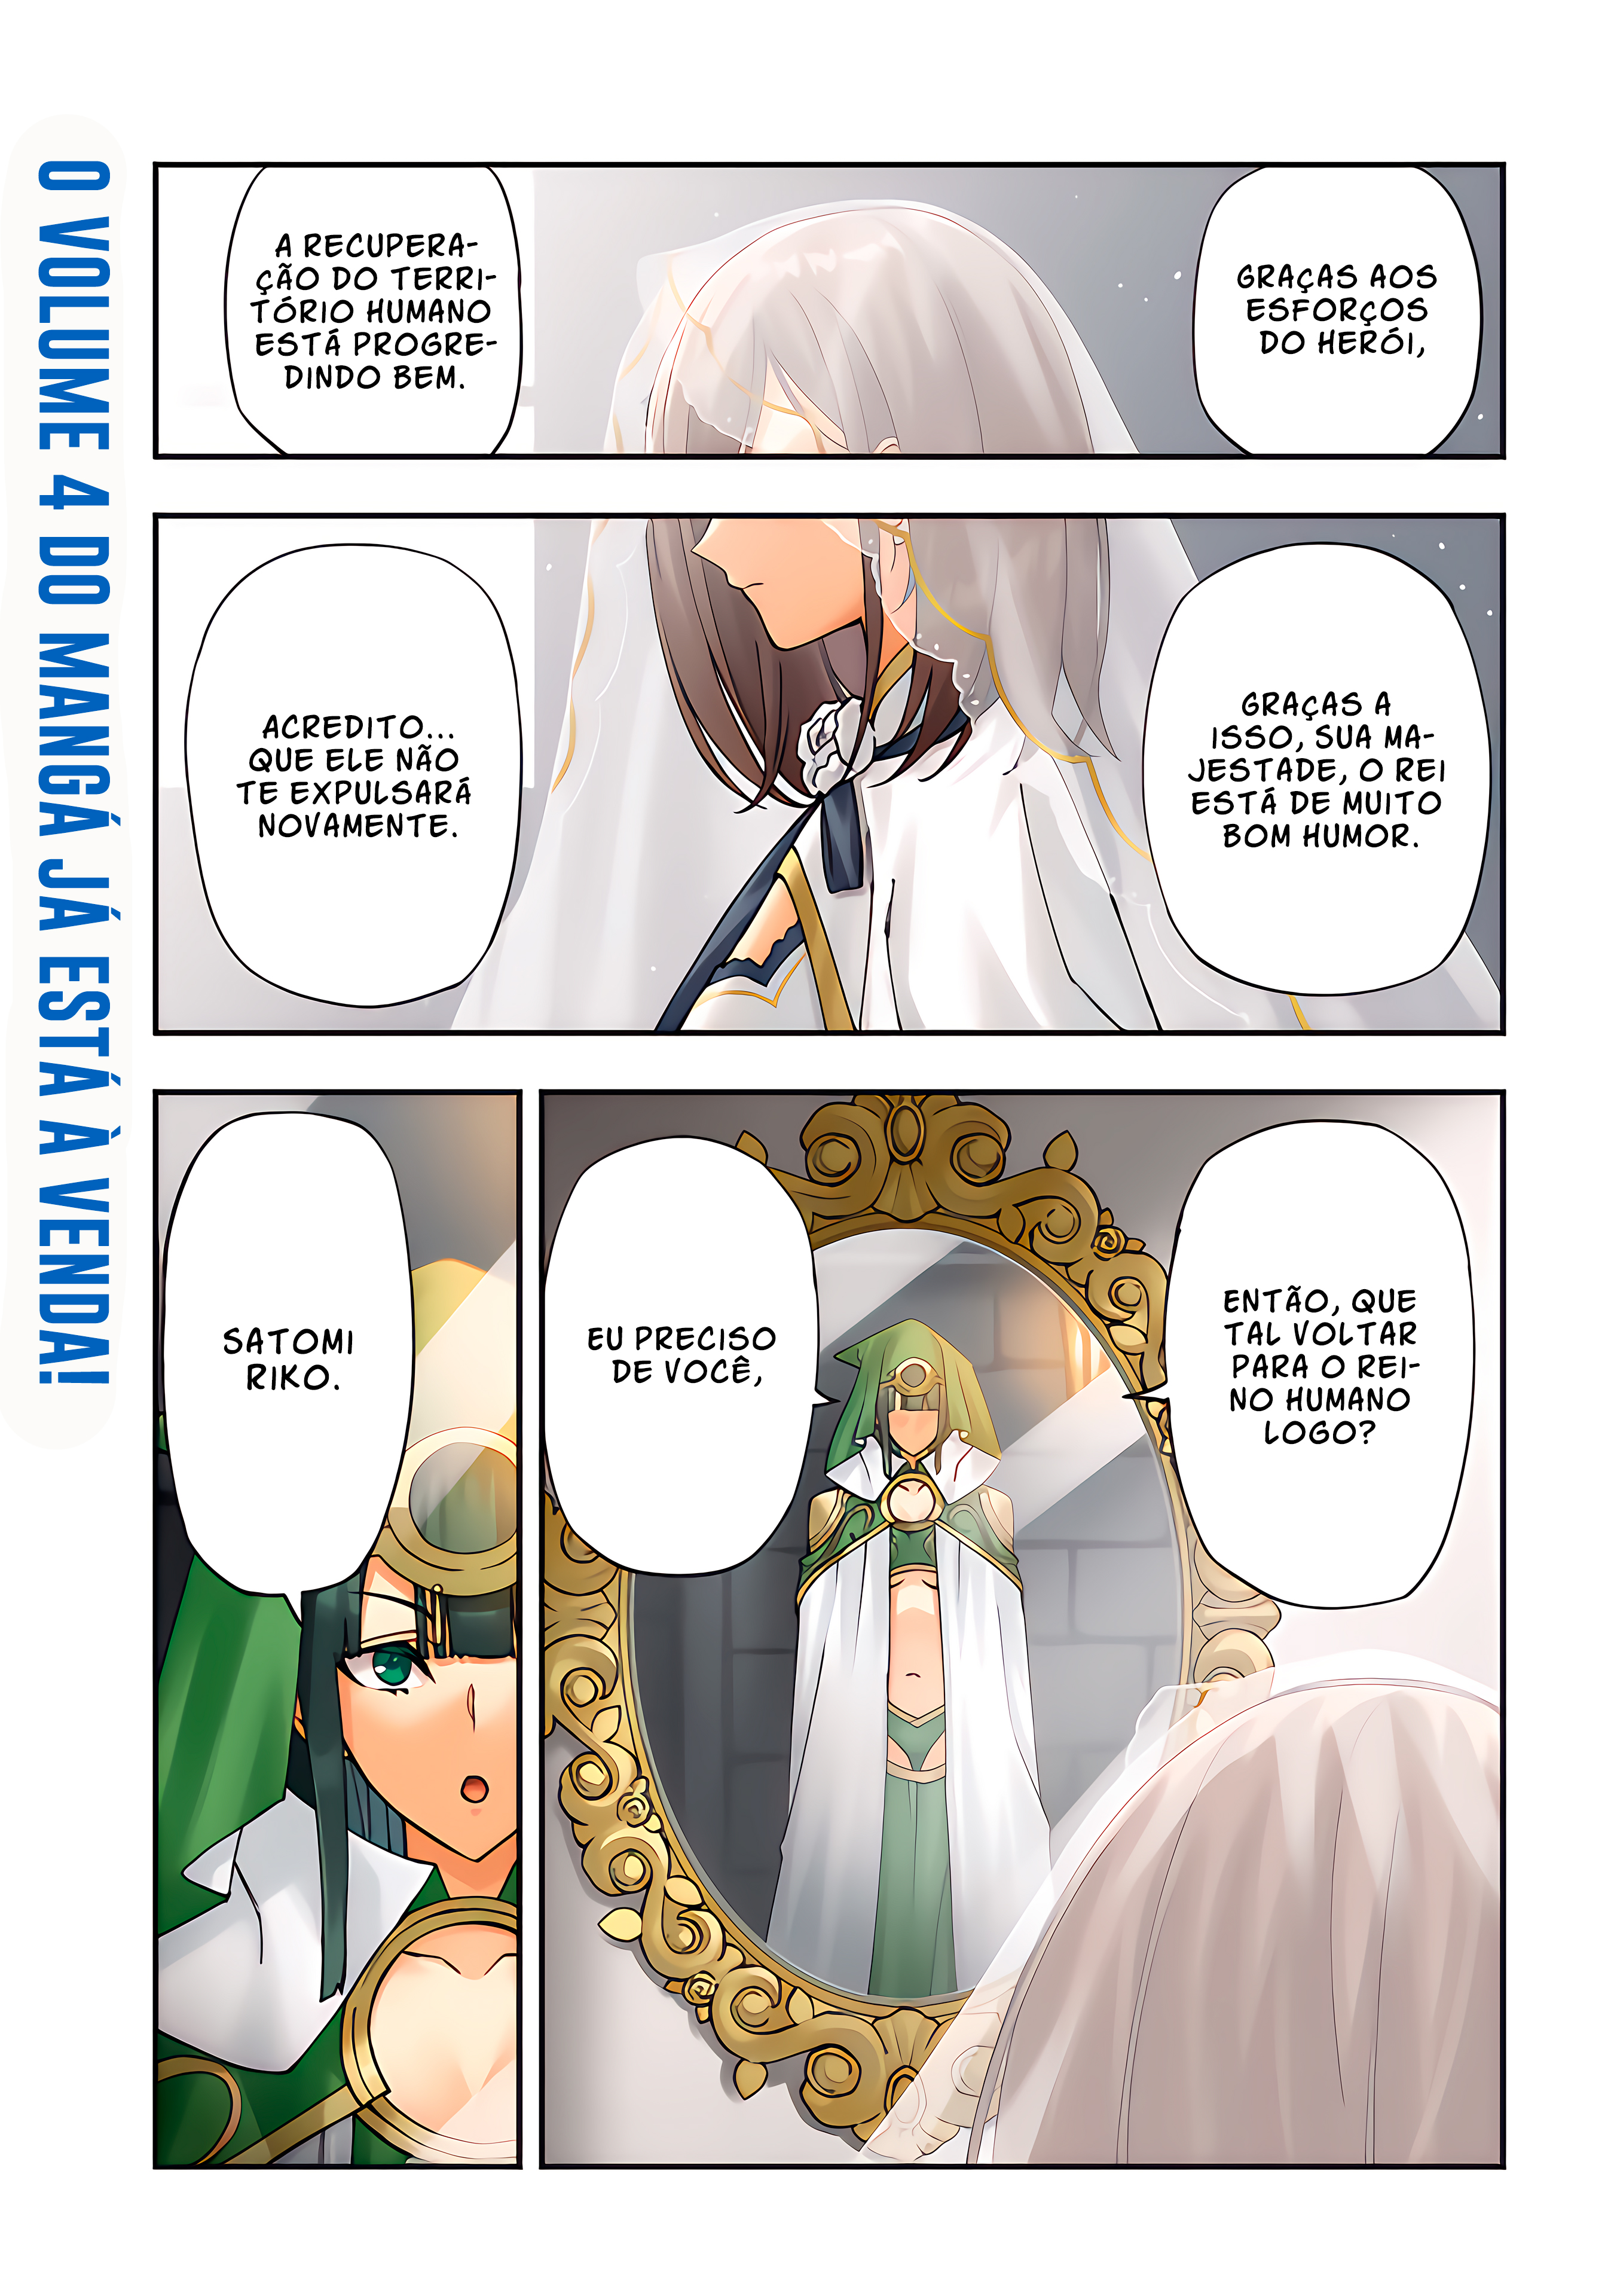 O VOLUME 4 DO MANGÁ JÁ ESTÁ À VENDA!
GRAÇAS AOS
ESFORÇOS
DO HERÓI,
A RECUPERA-
ÇÃO DO TERRI-
TÓRIO HUMANO
ESTÁ PROGRE-
DINDO BEM.
GRAÇAS A
ISSO, SUA MA-
JESTADE, O REI
ESTÁ DE MUITO
BOM HUMOR.
ACREDITO...
QUE ELE NÃO
TE EXPULSARÁ
NOVAMENTE.
ENTÃO, QUE
TAL VOLTAR
PARA O REI-
NO HUMANO
LOGO?
EU PRECISO
DE VOCÊ,
SATOMI
RIKO.